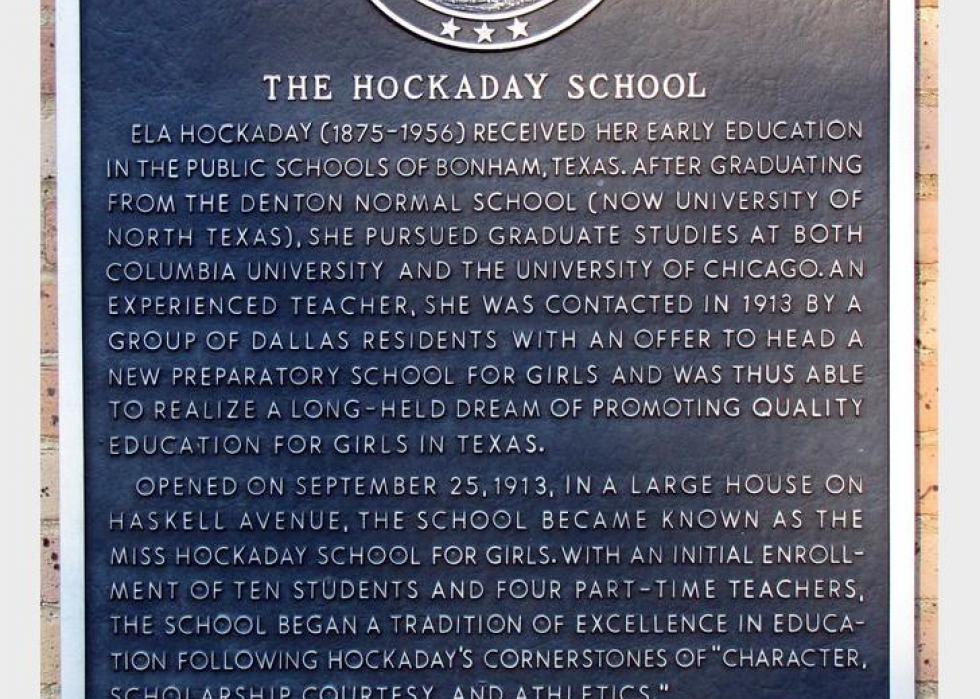 THE HOCKADAY SCHOOL
ELA HOCKADAY (1875-1956) RECEIVED HER EARLY EDUCATION
IN THE PUBLIC SCHOOLS OF BONHAM, TEXAS. AFTER GRADUATING
FROM THE DENTON NORMAL SCHOOL (NOW UNIVERSITY OF
NORTH TEXAS), SHE PURSUED GRADUATE STUDIES AT BOTH
COLUMBIA UNIVERSITY AND THE UNIVERSITY OF CHICAGO. AN
EXPERIENCED TEACHER, SHE WAS CONTACTED IN 1913 BY A
GROUP OF DALLAS RESIDENTS WITH AN OFFER TO HEAD A
NEW PREPARATORY SCHOOL FOR GIRLS AND WAS THUS ABLE
TO REALIZE A LONG-HELD DREAM OF PROMOTING QUALITY
EDUCATION FOR GIRLS IN TEXAS.
OPENED ON SEPTEMBER 25, 1913, IN A LARGE HOUSE ON
HASKELL AVENUE, THE SCHOOL BECAME KNOWN AS THE
MISS HOCKADAY SCHOOL FOR GIRLS. WITH AN INITIAL ENROLL-
MENT OF TEN STUDENTS AND FOUR PART-TIME TEACHERS,
THE SCHOOL BEGAN A TRADITION OF EXCELLENCE IN EDUCA-
TION FOLLOWING HOCKADAY'S CORNERSTONES OF "CHARACTER,
SCHOLARSHIP, COURTESY, AND ATHLETICS."